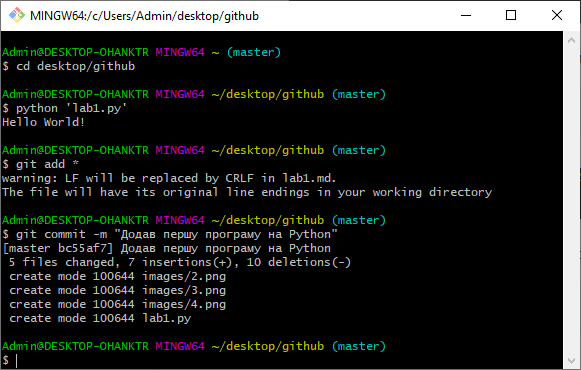 MINGW64:/c/Users/Admin/desktop/github
Admin@DESKTOP-OHANKTR MINGW64 ~ (master)
$ cd desktop/github
Admin@DESKTOP-OHANKTR MINGW64 ~/desktop/github (master)
$ python 'lab1.py'
Hello World!
Admin@DESKTOP-OHANKTR MINGW64 ~/desktop/github (master)
$ git add *
warning: LF will be replaced by CRLF in lab1.md.
The file will have its original line endings in your working directory
Admin@DESKTOP-OHANKTR MINGW64 ~/desktop/github (master)
$ git commit -m "Додав першу програму на Python"
[master bc55af7] Додав першу програму на Python
 5 files changed, 7 insertions(+), 10 deletions(-)
 create mode 100644 images/2.png
 create mode 100644 images/3.png
 create mode 100644 images/4.png
 create mode 100644 lab1.py
Admin@DESKTOP-OHANKTR MINGW64 ~/desktop/github (master)
$